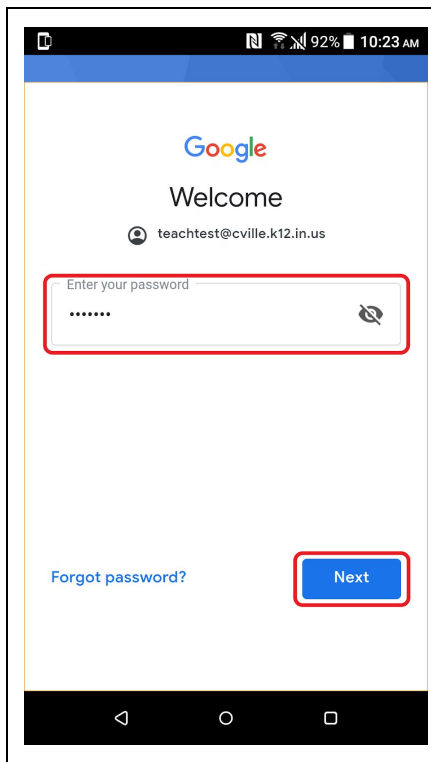 92% 10:23 AM
Google
Welcome
teachtest@cville.k12.in.us
Enter your password
•••••••
Forgot password? Next